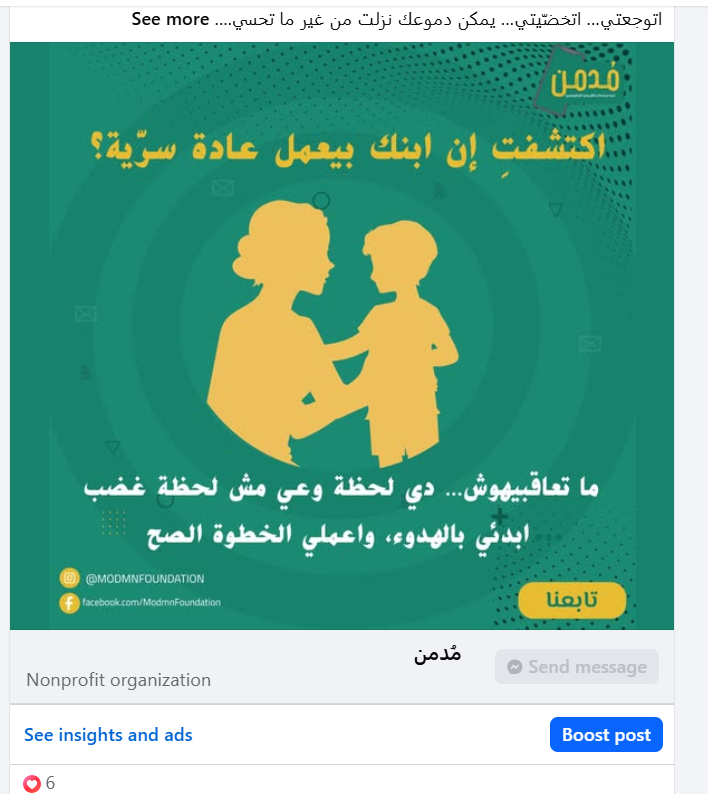 اتوجعتي... اتخضيّتي... يمكن دموعك نزلت من غير ما تحسي.... See more
مُدمن
اكتشفتِ إن ابنك بيعمل عادة سرّية؟
ما تعاقبيهوش... دي لحظة وعي مش لحظة غضب
ابدئي بالهدوء، واعملي الخطوة الصح
@MODMNFOUNDATION
facebook.com/ModmnFoundation
تابعنا
مُدمن
Send message
Nonprofit organization
See insights and ads
Boost post
6